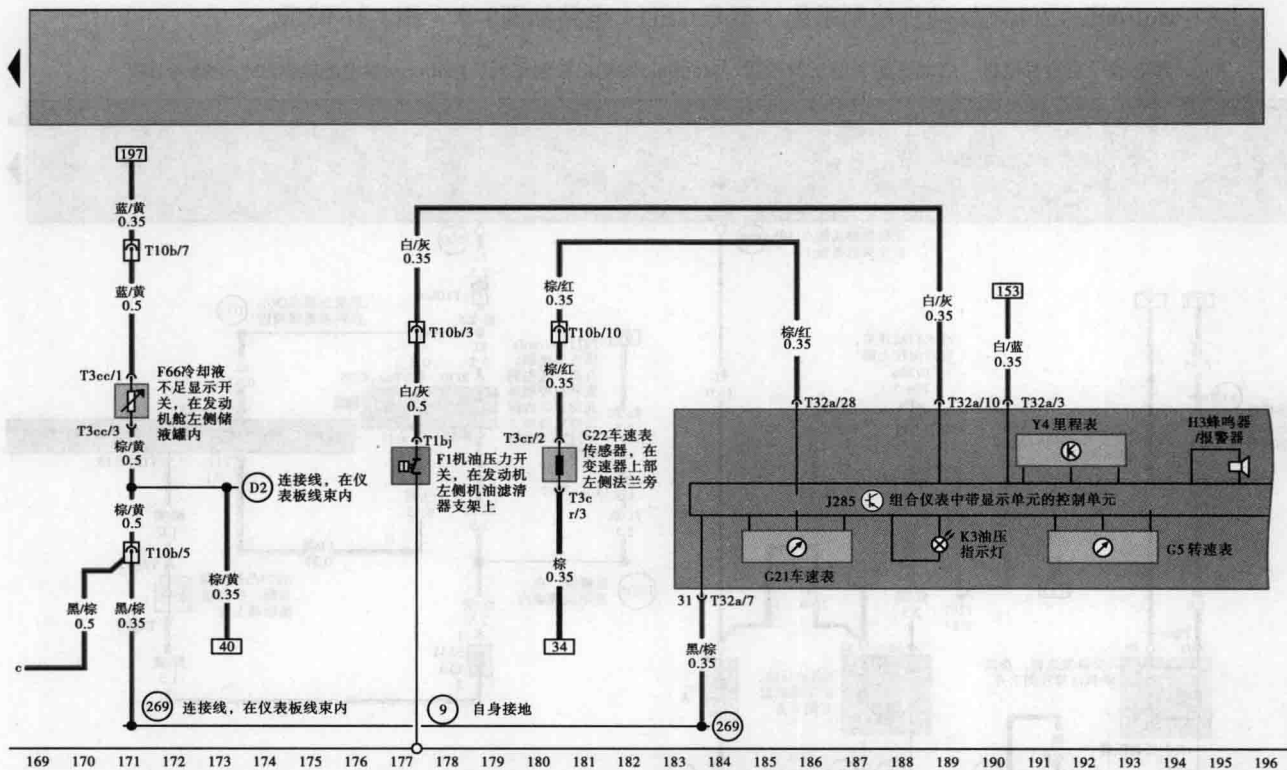 197
蓝/黄
0.35
T10b/7
蓝/黄
0.5
T3cc/1
F66冷却液
不足显示开
关，在发动
机舱左侧储
液罐内
T3cc/3
棕/黄
0.5
D2
连接线，在仪
表板线束内
棕/黄
0.5
T10b/5
黑/棕
0.5
黑/棕
0.35
棕/黄
0.35
40
c
269
连接线，在仪表板线束内
白/灰
0.35
T10b/3
白/灰
0.5
T1bj
F1机油压力开
关，在发动机
左侧机油滤清
器支架上
9
自身接地
棕/红
0.35
T10b/10
棕/红
0.35
T3cr/2
G22车速表
传感器，在
变速器上部
左侧法兰旁
T3c
r/3
棕
0.35
34
棕/红
0.35
T32a/28
白/灰
0.35
T32a/10
153
白/蓝
0.35
T32a/3
Y4里程表
H3蜂鸣器
/报警器
J285
组合仪表中带显示单元的控制单元
G21车速表
K3油压
指示灯
G5转速表
31
T32a/7
黑/棕
0.35
269
169 170 171 172 173 174 175 176 177 178 179 180 181 182 183 184 185 186 187 188 189 190 191 192 193 194 195 196